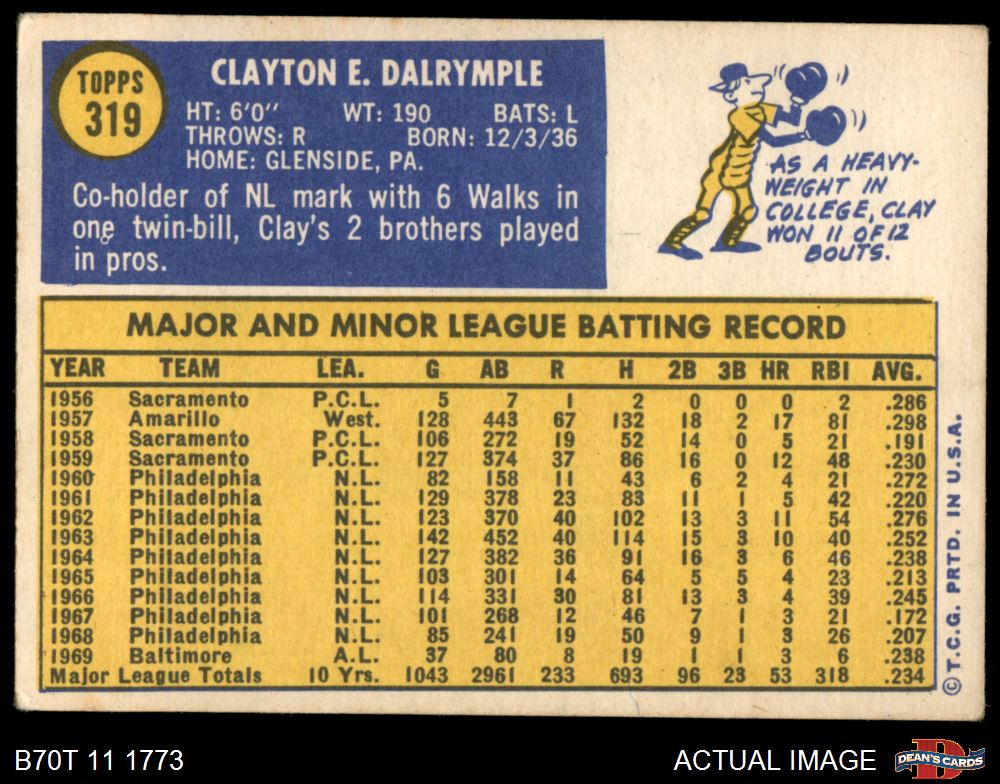 TOPPS
319
CLAYTON E. DALRYMPLE
HT: 6'0" WT: 190 BATS: L
THROWS: R BORN: 12/3/36
HOME: GLENSIDE, PA.
Co-holder of NL mark with 6 Walks in
one twin-bill, Clay's 2 brothers played
in pros.
AS A HEAVY-
WEIGHT IN
COLLEGE, CLAY
WON 11 OF 12
BOUTS.
MAJOR AND MINOR LEAGUE BATTING RECORD
YEAR TEAM LEA. G AB R H 2B 3B HR RBI AVG.
1956 Sacramento P.C.L. 5 7 1 2 0 0 0 2 .286
1957 Amarillo West. 128 443 67 132 18 2 17 81 .298
1958 Sacramento P.C.L. 106 272 19 52 14 0 5 21 .191
1959 Sacramento P.C.L. 127 374 37 86 16 0 12 48 .230
1960 Philadelphia N.L. 82 158 11 43 6 2 4 21 .272
1961 Philadelphia N.L. 129 378 23 83 11 1 5 42 .220
1962 Philadelphia N.L. 123 370 40 102 13 3 11 54 .276
1963 Philadelphia N.L. 142 452 40 114 15 3 10 40 .252
1964 Philadelphia N.L. 127 382 36 91 16 3 6 46 .238
1965 Philadelphia N.L. 103 301 14 64 5 5 4 23 .213
1966 Philadelphia N.L. 114 331 30 81 13 3 4 39 .245
1967 Philadelphia N.L. 101 268 12 46 7 1 3 21 .172
1968 Philadelphia N.L. 85 241 19 50 9 1 3 26 .207
1969 Baltimore A.L. 37 80 8 19 1 1 3 6 .238
Major League Totals 10 Yrs. 1043 2961 233 693 96 23 53 318 .234
© T.C.G. PRTD. IN U.S.A.
B70T 11 1773
ACTUAL IMAGE
DEAN'S CARDS